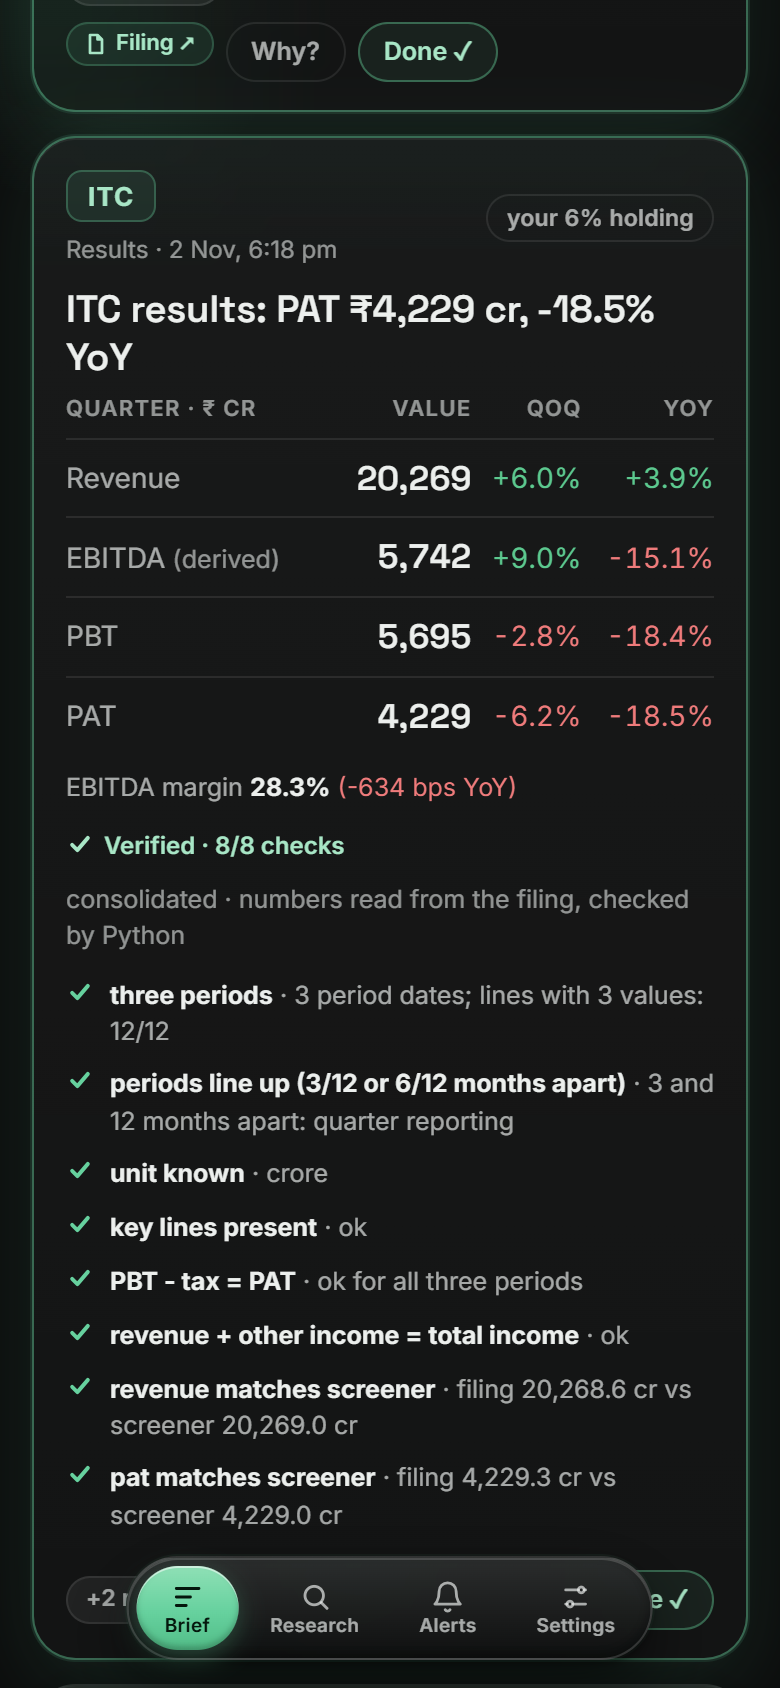 Filing ↗ Why? Done ✓
ITC
your 6% holding
Results · 2 Nov, 6:18 pm
ITC results: PAT ₹4,229 cr, -18.5%
YoY
QUARTER · ₹ CR VALUE QOQ YOY
Revenue 20,269 +6.0% +3.9%
EBITDA (derived) 5,742 +9.0% -15.1%
PBT 5,695 -2.8% -18.4%
PAT 4,229 -6.2% -18.5%
EBITDA margin 28.3% (-634 bps YoY)
✓ Verified · 8/8 checks
consolidated · numbers read from the filing, checked
by Python
✓ three periods · 3 period dates; lines with 3 values:
12/12
✓ periods line up (3/12 or 6/12 months apart) · 3 and
12 months apart: quarter reporting
✓ unit known · crore
✓ key lines present · ok
✓ PBT - tax = PAT · ok for all three periods
✓ revenue + other income = total income · ok
✓ revenue matches screener · filing 20,268.6 cr vs
screener 20,269.0 cr
✓ pat matches screener · filing 4,229.3 cr vs
screener 4,229.0 cr
+2
Brief Research Alerts Settings